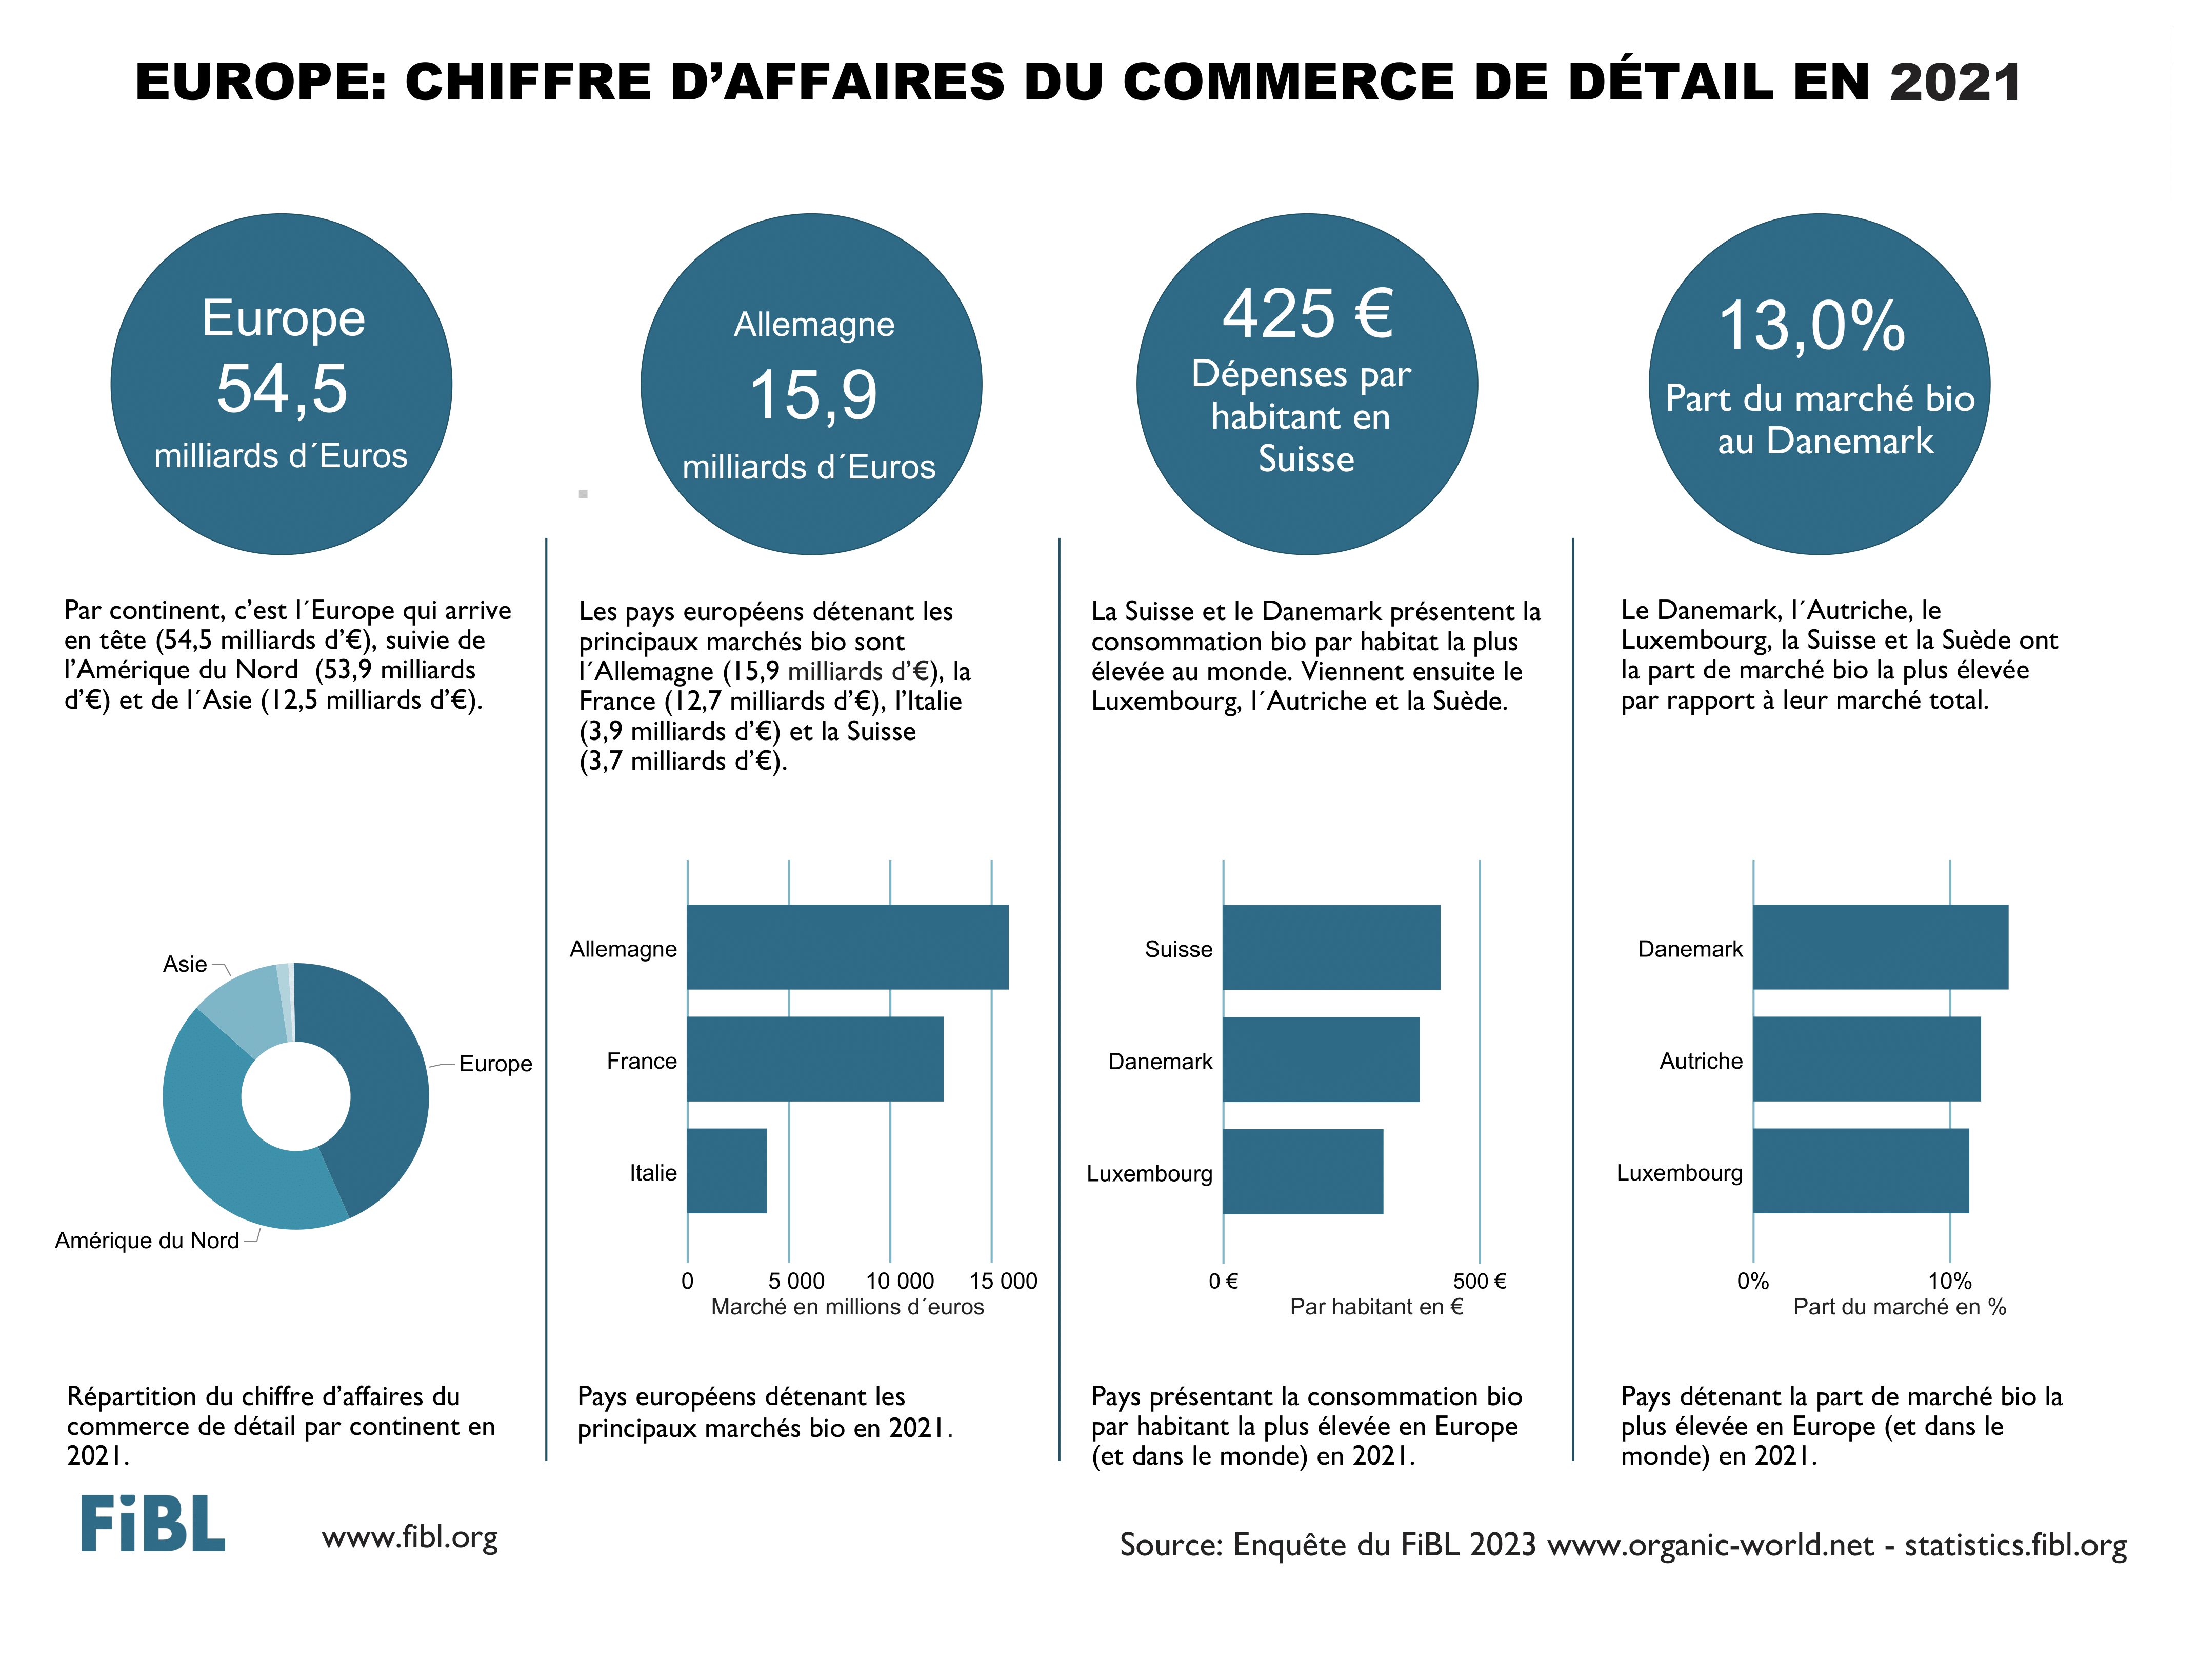 EUROPE: CHIFFRE D’AFFAIRES DU COMMERCE DE DÉTAIL EN 2021
Europe
54,5
milliards d´Euros
Allemagne
15,9
milliards d´Euros
425 €
Dépenses par
habitant en
Suisse
13,0%
Part du marché bio
au Danemark
Par continent, c’est l´Europe qui arrive
en tête (54,5 milliards d’€), suivie de
l’Amérique du Nord (53,9 milliards
d’€) et de l´Asie (12,5 milliards d’€).
Les pays européens détenant les
principaux marchés bio sont
l´Allemagne (15,9 milliards d’€), la
France (12,7 milliards d’€), l’Italie
(3,9 milliards d’€) et la Suisse
(3,7 milliards d’€).
La Suisse et le Danemark présentent la
consommation bio par habitat la plus
élevée au monde. Viennent ensuite le
Luxembourg, l´Autriche et la Suède.
Le Danemark, l´Autriche, le
Luxembourg, la Suisse et la Suède ont
la part de marché bio la plus élevée
par rapport à leur marché total.
Asie
Europe
Amérique du Nord
Allemagne
France
Italie
0 5 000 10 000 15 000
Marché en millions d´euros
Suisse
Danemark
Luxembourg
0 € 500 €
Par habitant en €
Danemark
Autriche
Luxembourg
0% 10%
Part du marché en %
Répartition du chiffre d’affaires du
commerce de détail par continent en
2021.
Pays européens détenant les
principaux marchés bio en 2021.
Pays présentant la consommation bio
par habitant la plus élevée en Europe
(et dans le monde) en 2021.
Pays détenant la part de marché bio la
plus élevée en Europe (et dans le
monde) en 2021.
FiBL
www.fibl.org
Source: Enquête du FiBL 2023 www.organic-world.net - statistics.fibl.org